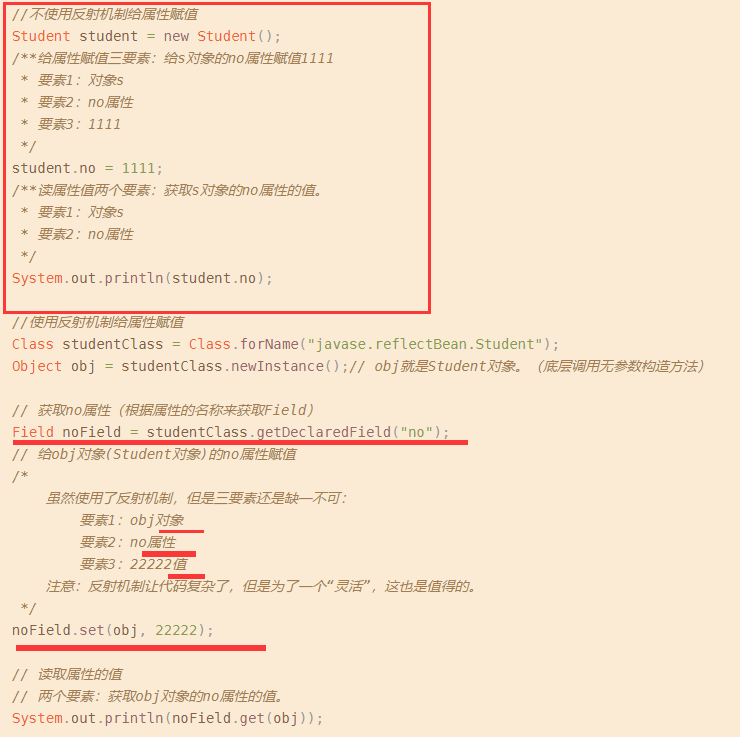 //不使用反射机制给属性赋值
Student student = new Student();
/**给属性赋值三要素：给s对象的no属性赋值1111
 * 要素1：对象s
 * 要素2：no属性
 * 要素3：1111
 */
student.no = 1111;
/**读属性值两个要素：获取s对象的no属性的值。
 * 要素1：对象s
 * 要素2：no属性
 */
System.out.println(student.no);
//使用反射机制给属性赋值
Class studentClass = Class.forName("javase.reflectBean.Student");
Object obj = studentClass.newInstance();// obj就是Student对象。（底层调用无参数构造方法）
// 获取no属性（根据属性的名称来获取Field）
Field noField = studentClass.getDeclaredField("no");
// 给obj对象(Student对象)的no属性赋值
/*
    虽然使用了反射机制，但是三要素还是缺一不可：
        要素1：obj对象
        要素2：no属性
        要素3：22222值
    注意：反射机制让代码复杂了，但是为了一个“灵活”，这也是值得的。
 */
noField.set(obj, 22222);
// 读取属性的值
// 两个要素：获取obj对象的no属性的值。
System.out.println(noField.get(obj));